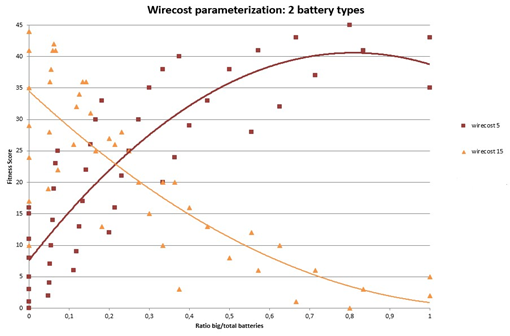 Wirecost parameterization: 2 battery types
45
40
35
30
25
20
15
10
5
0
Fitness Score
0 0,1 0,2 0,3 0,4 0,5 0,6 0,7 0,8 0,9 1
Ratio big/total batteries
wirecost 5
wirecost 15